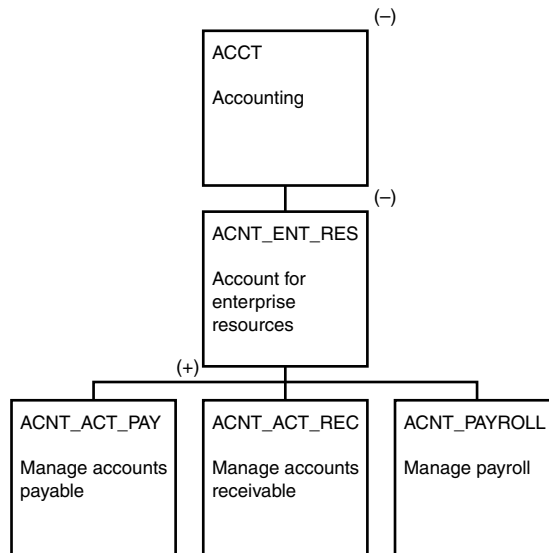 (–)
ACCT
Accounting
(–)
ACNT_ENT_RES
Account for
enterprise
resources
(+)
ACNT_ACT_PAY
Manage accounts
payable
ACNT_ACT_REC
Manage accounts
receivable
ACNT_PAYROLL
Manage payroll